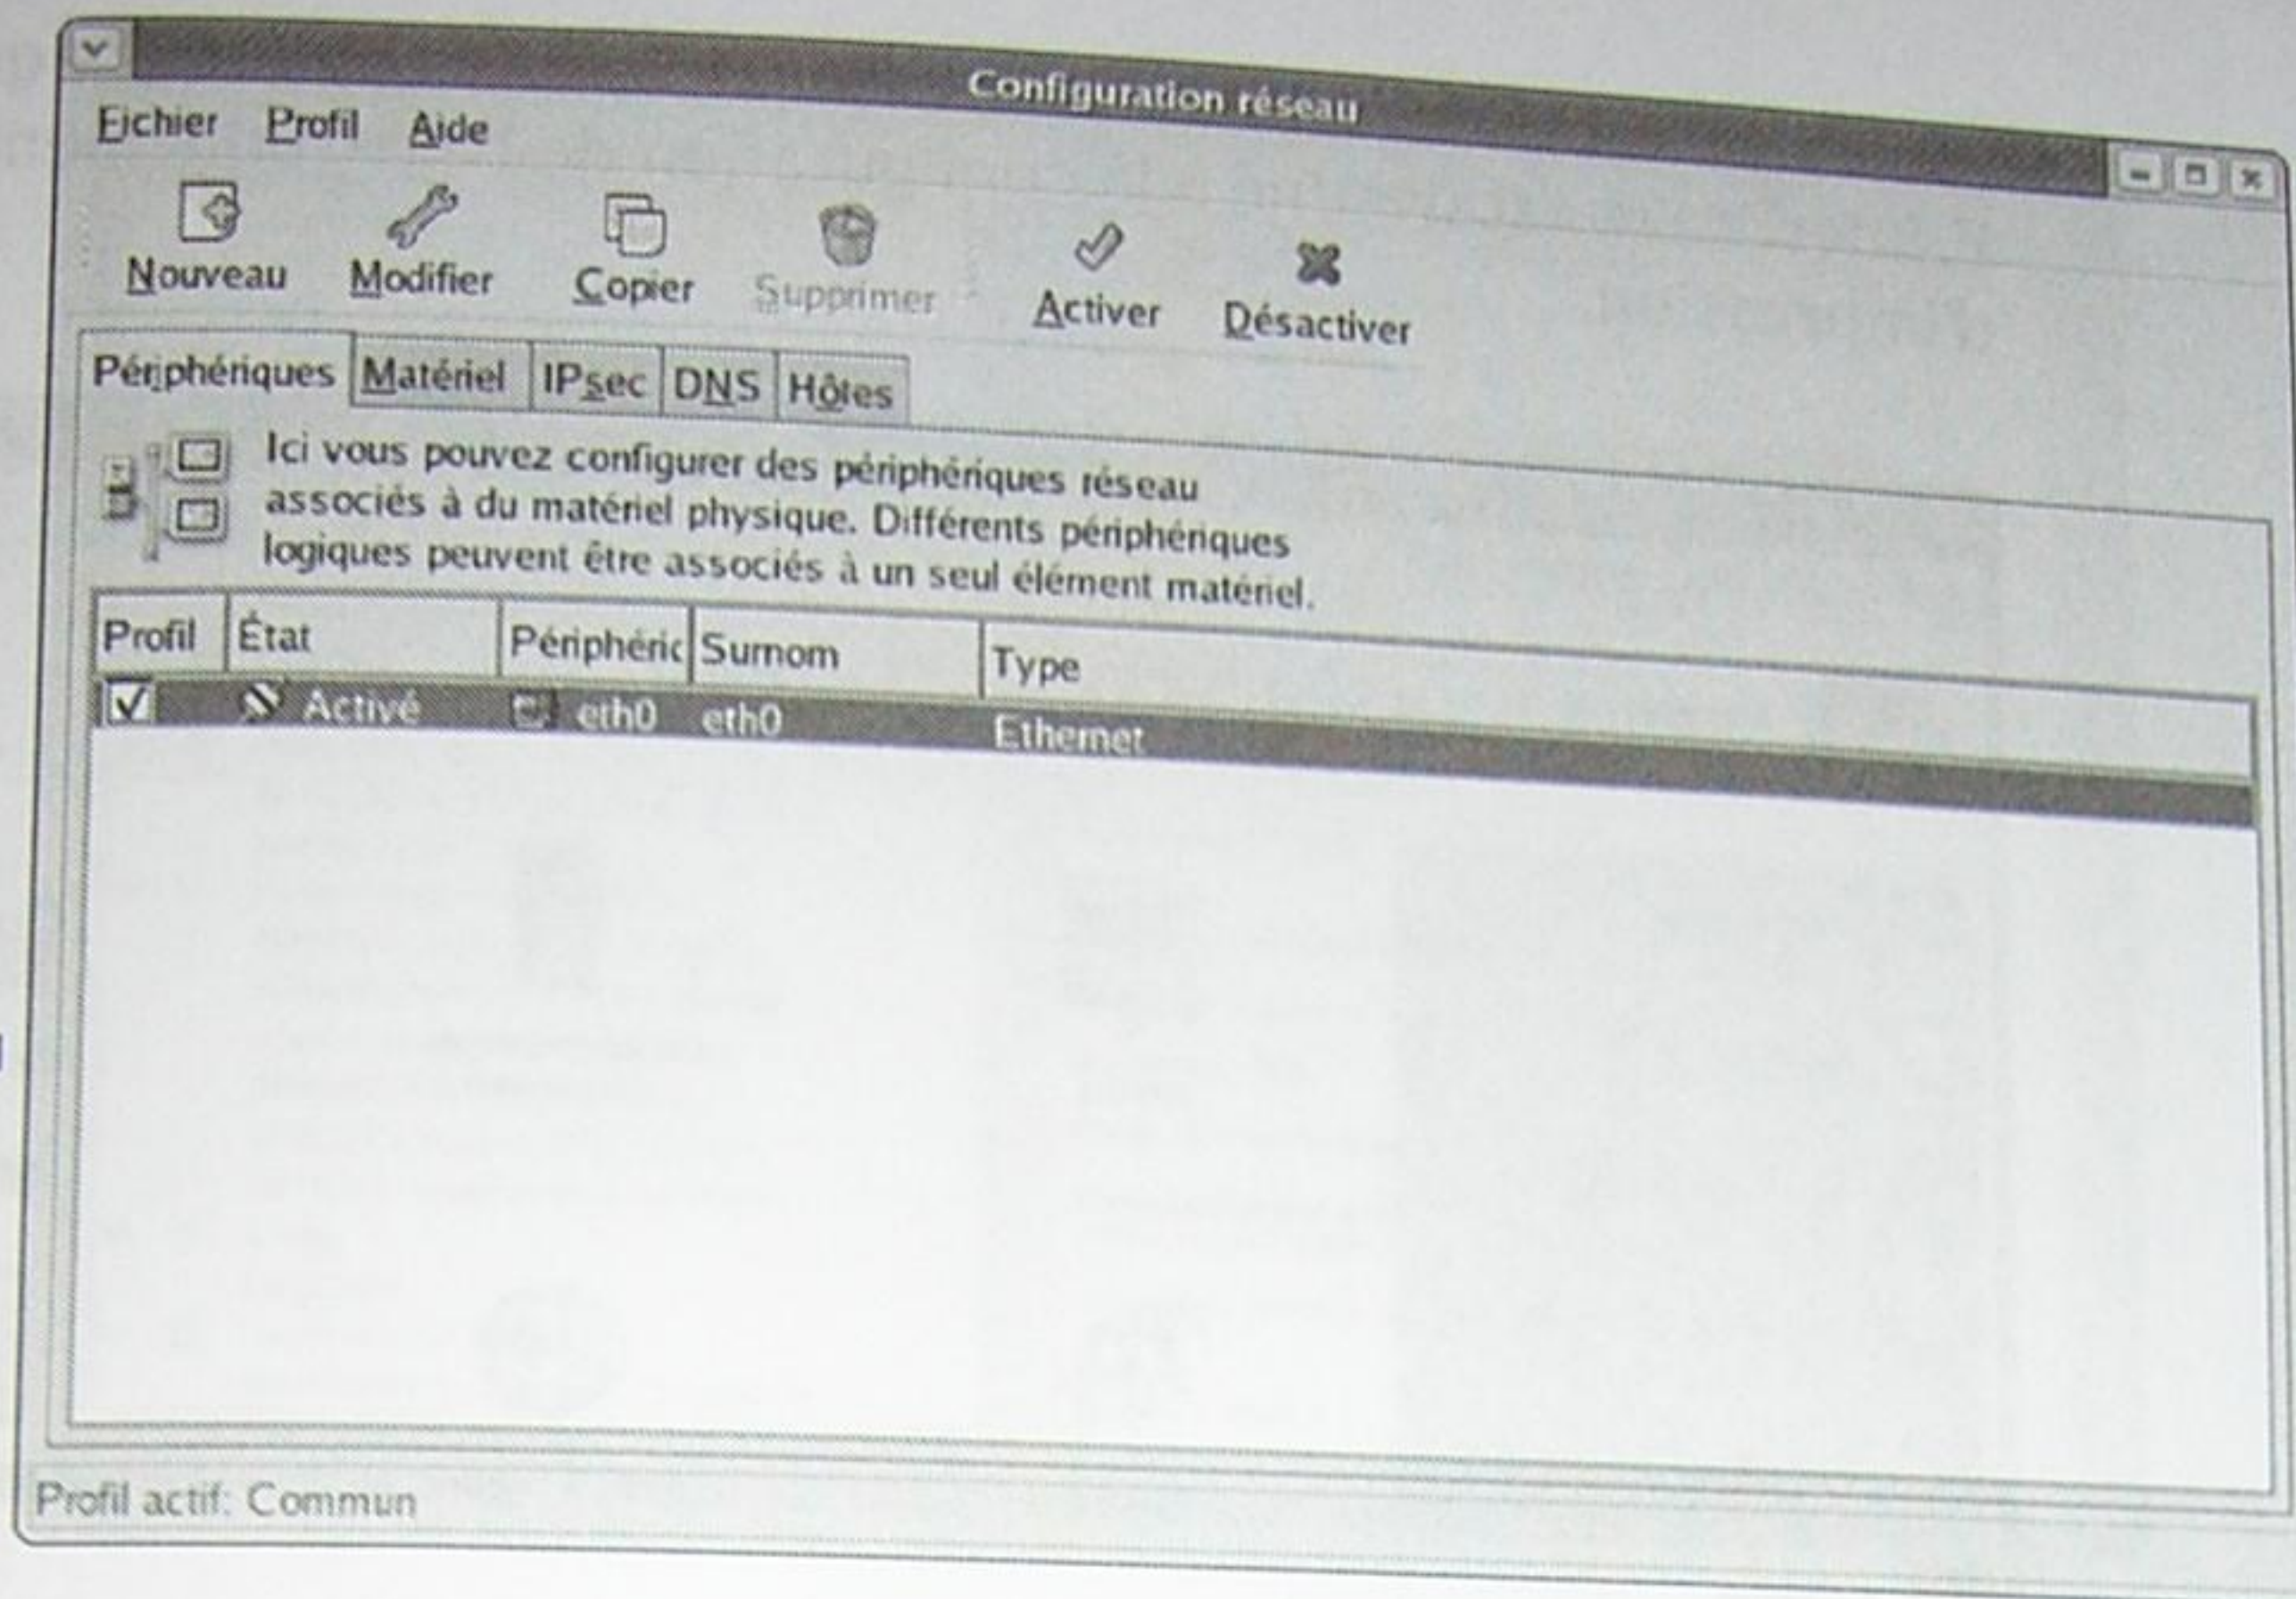 Configuration réseau
Fichier Profil Aide
Nouveau Modifier Copier Supprimer Activer Désactiver
Périphériques Matériel IPsec DNS Hôtes
Ici vous pouvez configurer des périphériques réseau
associés à du matériel physique. Différents périphériques
logiques peuvent être associés à un seul élément matériel.
Profil État Périphéric Surnom Type
Activé eth0 eth0 Ethernet
Profil actif: Commun